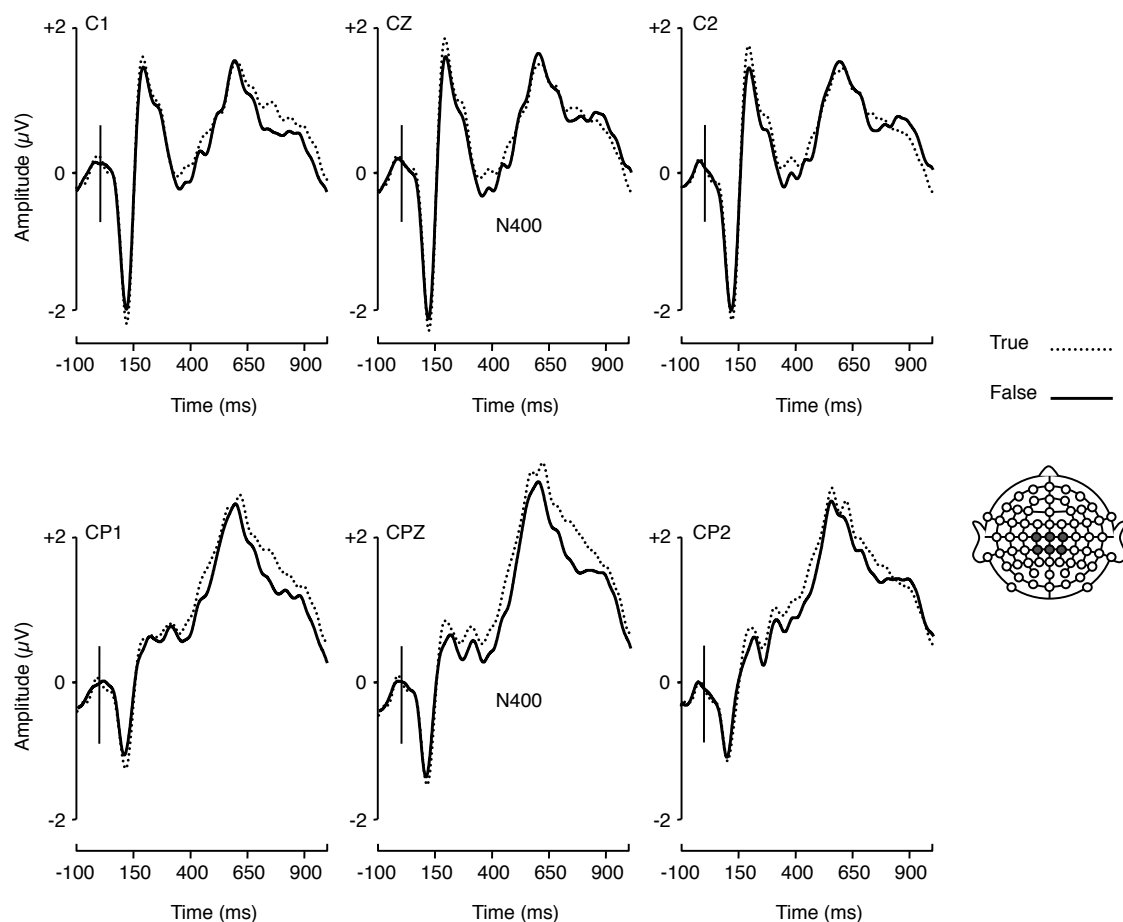 C1 CZ C2
+2 +2 +2
Amplitude (µV)
0 0 0
N400
-2 -2 -2
-100 150 400 650 900 -100 150 400 650 900 -100 150 400 650 900
Time (ms) Time (ms) Time (ms)
True
False
CP1 CPZ CP2
+2 +2 +2
Amplitude (µV)
0 0 0
N400
-2 -2 -2
-100 150 400 650 900 -100 150 400 650 900 -100 150 400 650 900
Time (ms) Time (ms) Time (ms)